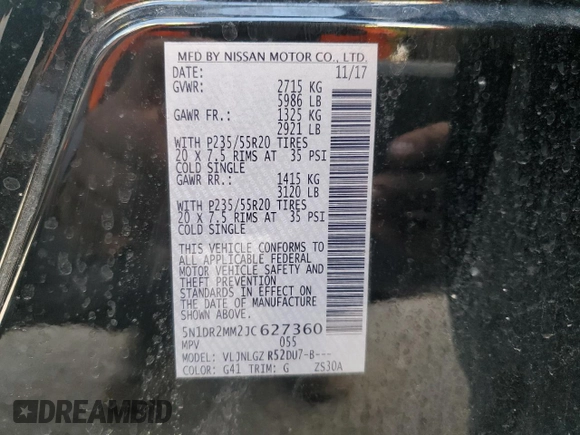 MFD BY NISSAN MOTOR CO., LTD.
DATE: 11/17
GVWR: 2715 KG
5986 LB
GAWR FR.: 1325 KG
2921 LB
WITH P235/55R20 TIRES
20 X 7.5 RIMS AT 35 PSI
COLD SINGLE
GAWR RR.: 1415 KG
3120 LB
WITH P235/55R20 TIRES
20 X 7.5 RIMS AT 35 PSI
COLD SINGLE
THIS VEHICLE CONFORMS TO
ALL APPLICABLE FEDERAL
MOTOR VEHICLE SAFETY AND
THEFT PREVENTION
STANDARDS IN EFFECT ON
THE DATE OF MANUFACTURE
SHOWN ABOVE.
5N1DR2MM2JC627360
MPV 055
MODEL: VLJNLGZ R52DU7-B---
COLOR: G41 TRIM: G ZS30A
DREAMBID